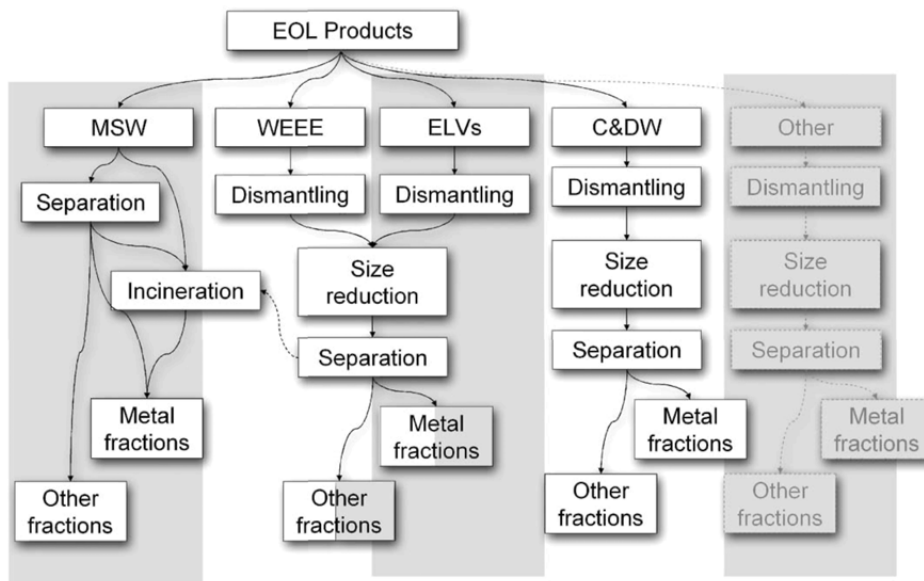 EOL Products
MSW
WEEE
ELVs
C&DW
Other
Separation
Dismantling
Dismantling
Dismantling
Dismantling
Incineration
Size
reduction
Size
reduction
Size
reduction
Separation
Separation
Separation
Metal
fractions
Metal
fractions
Metal
fractions
Metal
fractions
Other
fractions
Other
fractions
Other
fractions
Other
fractions